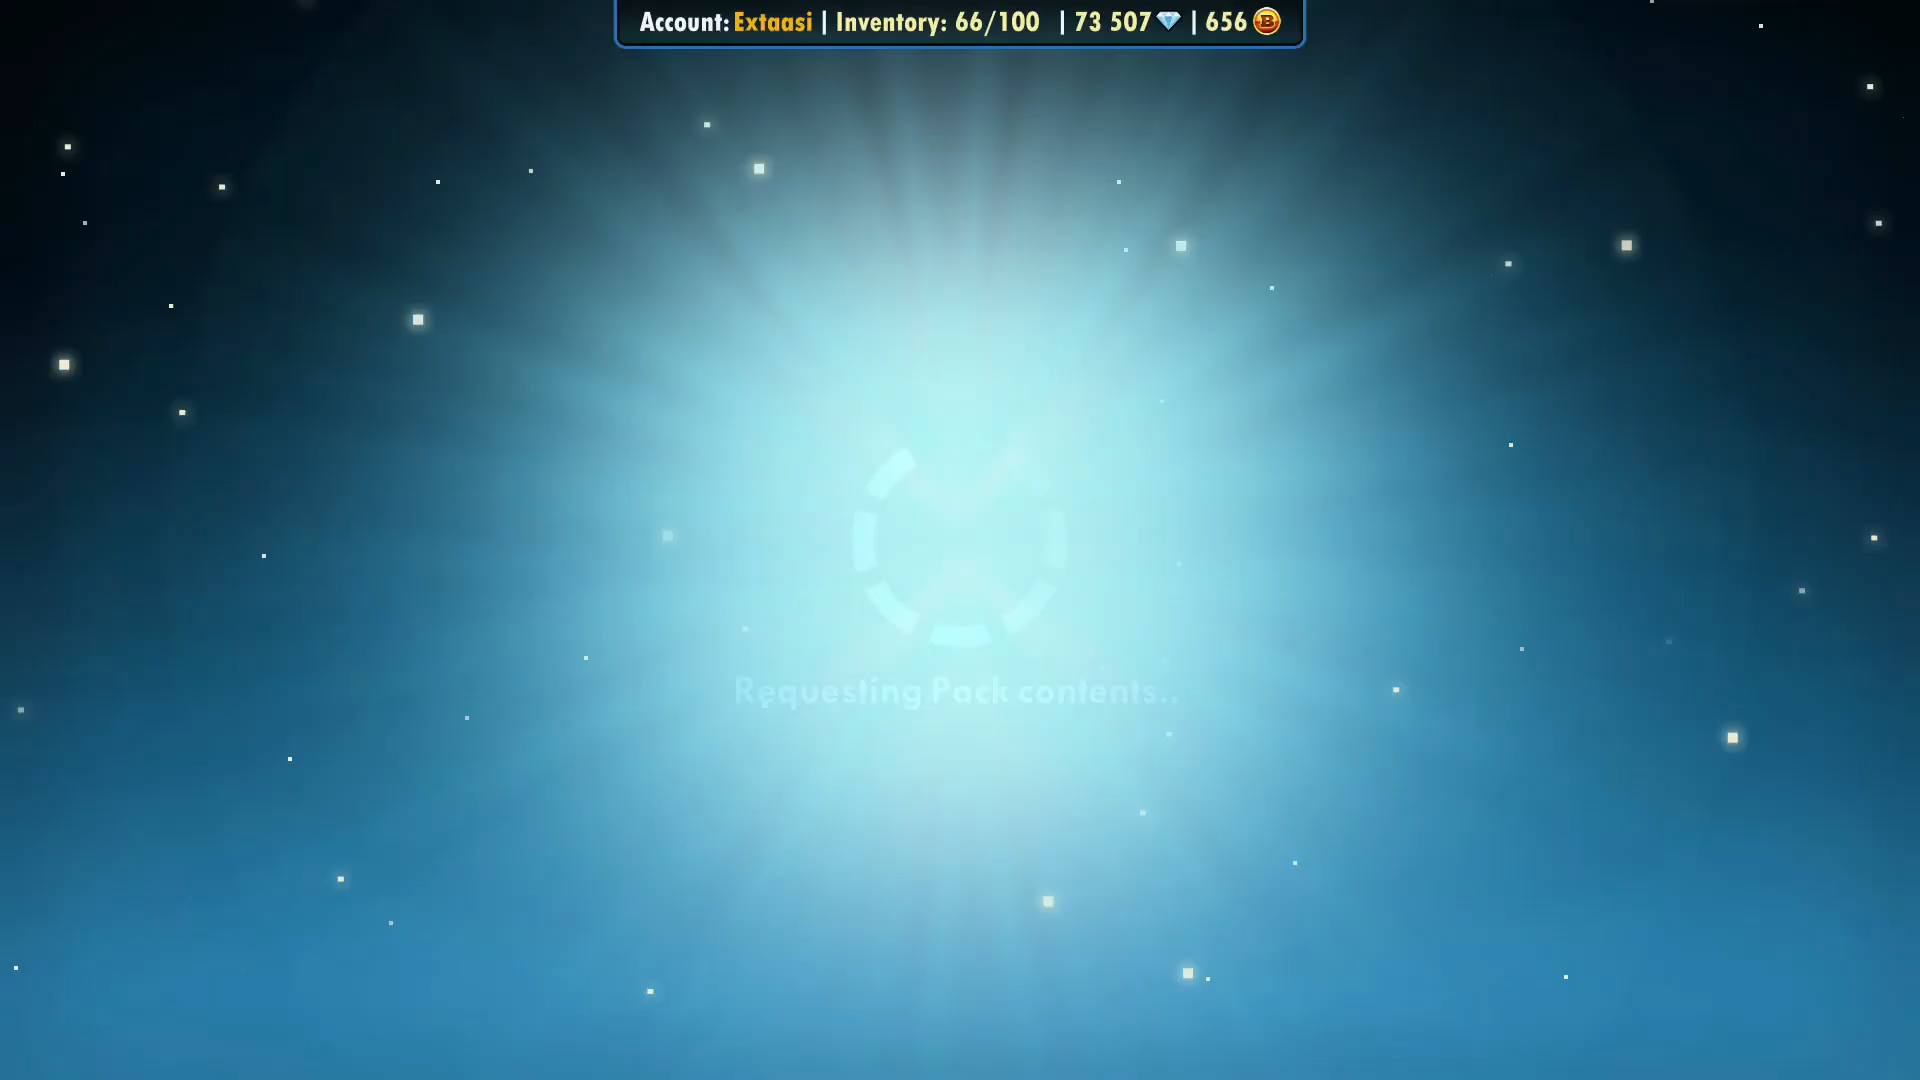 Account: Extaasi | Inventory: 66/100 | 73 507 | 656 B
Requesting Pack contents..